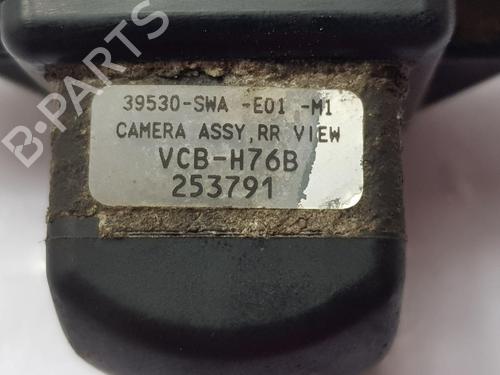 39530-SWA -E01 -M1
CAMERA ASSY, RR VIEW
VCB-H76B
253791
B-PARTS